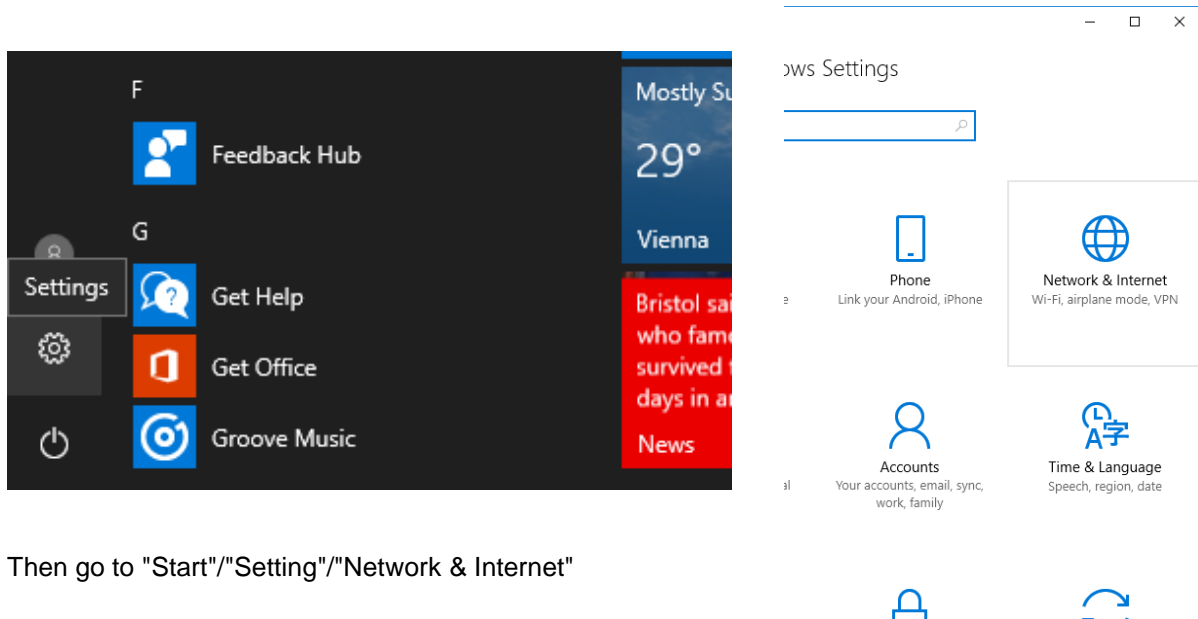 F
Feedback Hub
G
Settings
Get Help
Get Office
Groove Music
Mostly Su
29°
Vienna
Bristol sai
who fame
survived
days in a
News
ows Settings
Phone
Link your Android, iPhone
Network & Internet
Wi-Fi, airplane mode, VPN
e
Accounts
Your accounts, email, sync,
work, family
Time & Language
Speech, region, date
al
Then go to "Start"/"Setting"/"Network & Internet"